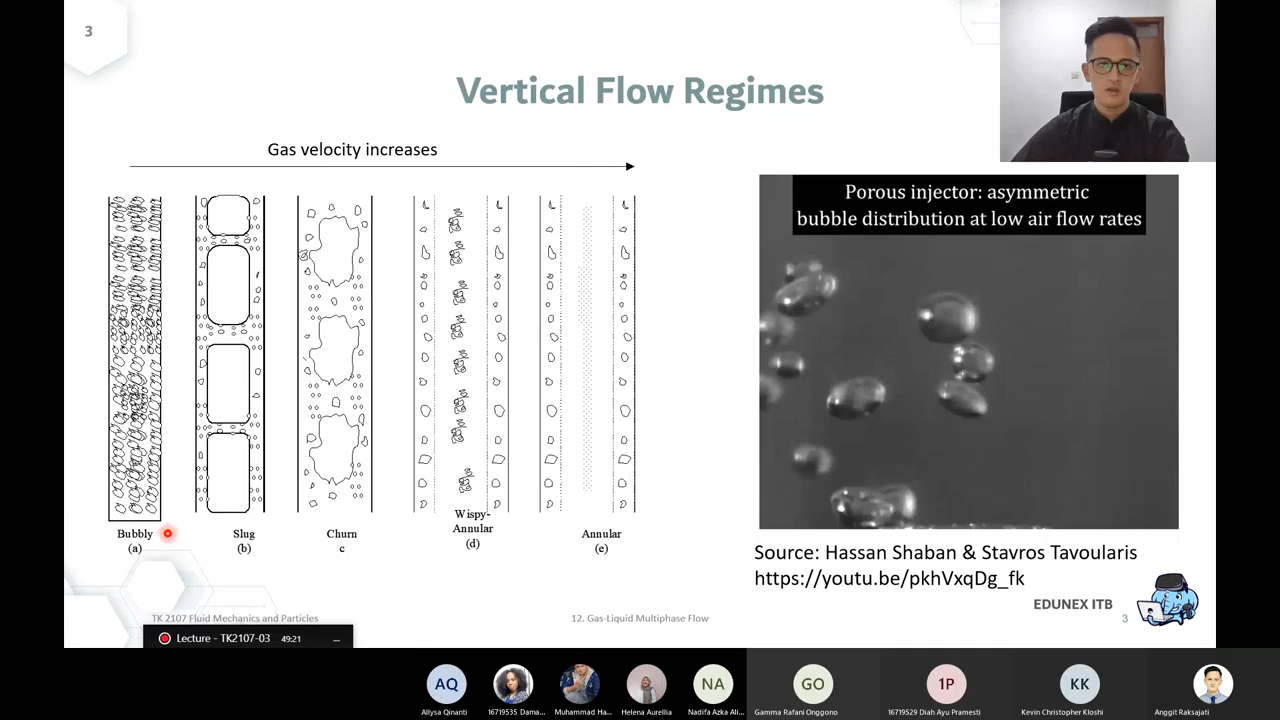 3
Vertical Flow Regimes
Gas velocity increases
Porous injector: asymmetric
bubble distribution at low air flow rates
Bubbly
(a)
Slug
(b)
Churn
c
Wispy-
Annular
(d)
Annular
(e)
Source: Hassan Shaban & Stavros Tavoularis
https://youtu.be/pkhVxqDg_fk
EDUNEX ITB
TK 2107 Fluid Mechanics and Particles
12. Gas-Liquid Multiphase Flow
3
Lecture - TK2107-03 49:21 ...
AQ
NA
GO
1P
KK
Allysa Qinanti
16719535 Dama...
Muhammad Ha...
Helena Aurellia
Nadifa Azka Ali...
Gamma Rafani Onggono
16719529 Diah Ayu Pramesti
Kevin Christopher Kloshi
Anggit Raksajati